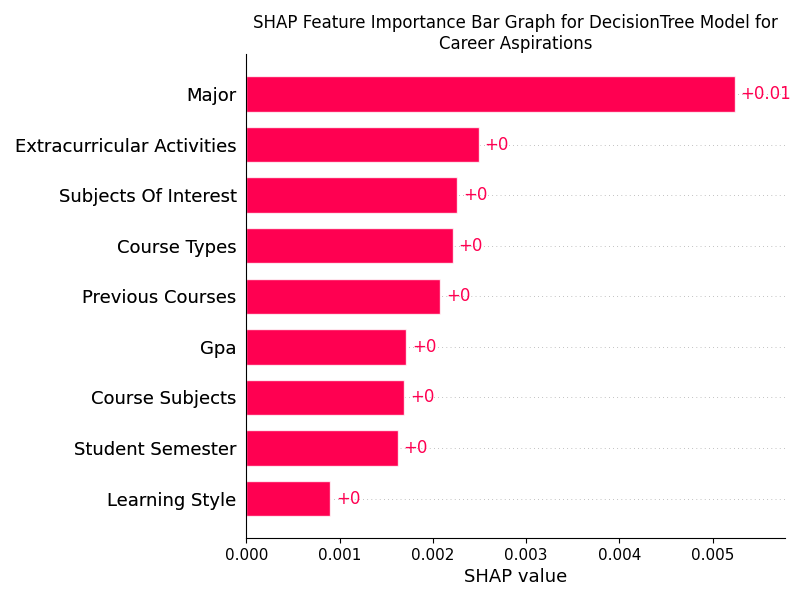 SHAP Feature Importance Bar Graph for DecisionTree Model for
Career Aspirations
Major
+0.01
Extracurricular Activities
+0
Subjects Of Interest
+0
Course Types
+0
Previous Courses
+0
Gpa
+0
Course Subjects
+0
Student Semester
+0
Learning Style
+0
0.000 0.001 0.002 0.003 0.004 0.005
SHAP value